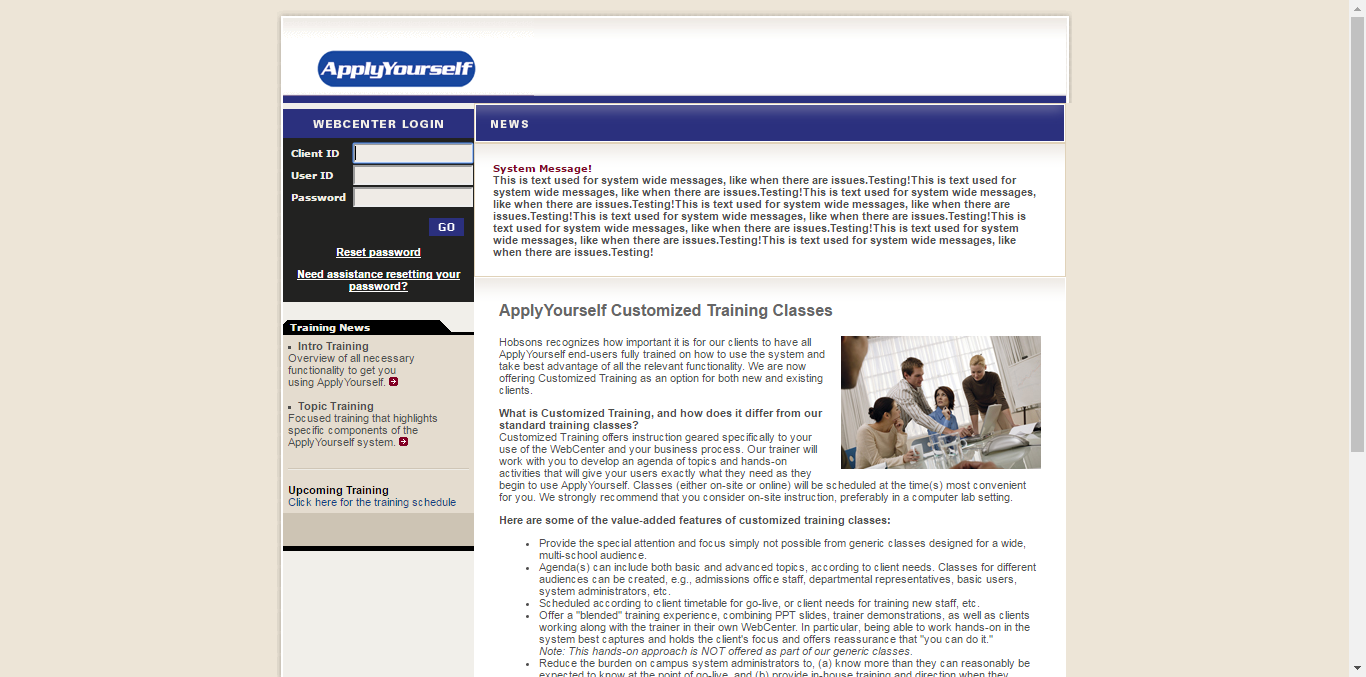 ApplyYourself
WEBCENTER LOGIN
Client ID
User ID
Password
GO
Reset password
Need assistance resetting your
password?
Training News
Intro Training
Overview of all necessary
functionality to get you
using ApplyYourself.
Topic Training
Focused training that highlights
specific components of the
ApplyYourself system.
Upcoming Training
Click here for the training schedule
NEWS
System Message!
This is text used for system wide messages, like when there are issues.Testing!This is text used for
system wide messages, like when there are issues.Testing!This is text used for system wide messages,
like when there are issues.Testing!This is text used for system wide messages, like when there are
issues.Testing!This is text used for system wide messages, like when there are issues.Testing!This is
text used for system wide messages, like when there are issues.Testing!This is text used for system
wide messages, like when there are issues.Testing!This is text used for system wide messages, like
when there are issues.Testing!
ApplyYourself Customized Training Classes
Hobsons recognizes how important it is for our clients to have all
ApplyYourself end-users fully trained on how to use the system and
take best advantage of all the relevant functionality. We are now
offering Customized Training as an option for both new and existing
clients.
What is Customized Training, and how does it differ from our
standard training classes?
Customized Training offers instruction geared specifically to your
use of the WebCenter and your business process. Our trainer will
work with you to develop an agenda of topics and hands-on
activities that will give your users exactly what they need as they
begin to use ApplyYourself. Classes (either on-site or online) will be scheduled at the time(s) most convenient
for you. We strongly recommend that you consider on-site instruction, preferably in a computer lab setting.
Here are some of the value-added features of customized training classes:
• Provide the special attention and focus simply not possible from generic classes designed for a wide,
multi-school audience.
• Agenda(s) can include both basic and advanced topics, according to client needs. Classes for different
audiences can be created, e.g., admissions office staff, departmental representatives, basic users,
system administrators, etc.
• Scheduled according to client timetable for go-live, or client needs for training new staff, etc.
• Offer a "blended" training experience, combining PPT slides, trainer demonstrations, as well as clients
working along with the trainer in their own WebCenter. In particular, being able to work hands-on in the
system best captures and holds the client's focus and offers reassurance that "you can do it."
Note: This hands-on approach is NOT offered as part of our generic classes.
• Reduce the burden on campus system administrators to, (a) know more than they can reasonably be
expected to know at the point of go-live, and (b) provide in-house training and direction when they